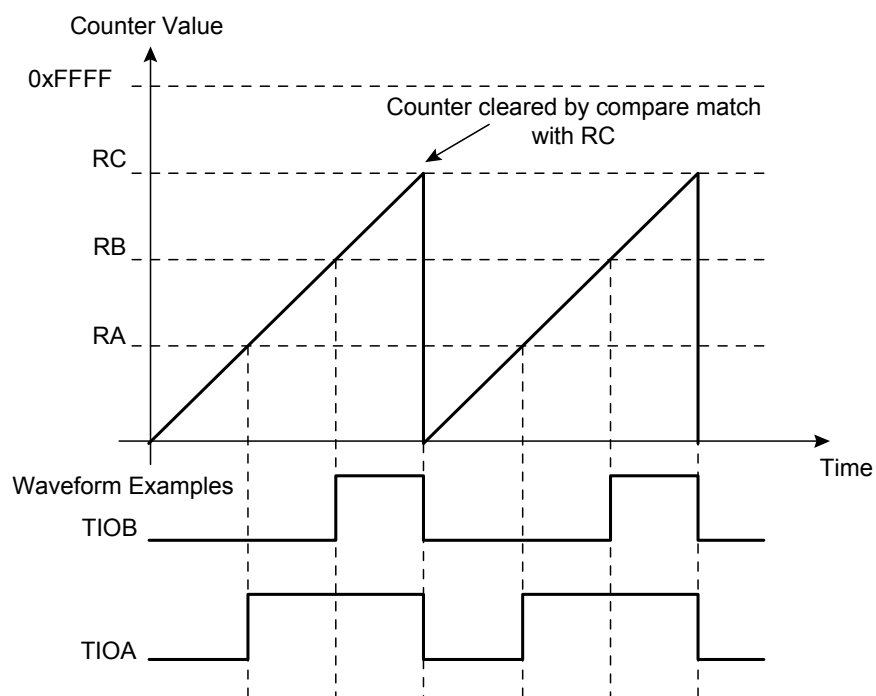 Counter Value
0xFFFF
Counter cleared by compare match
with RC
RC
RB
RA
Time
Waveform Examples
TIOB
TIOA